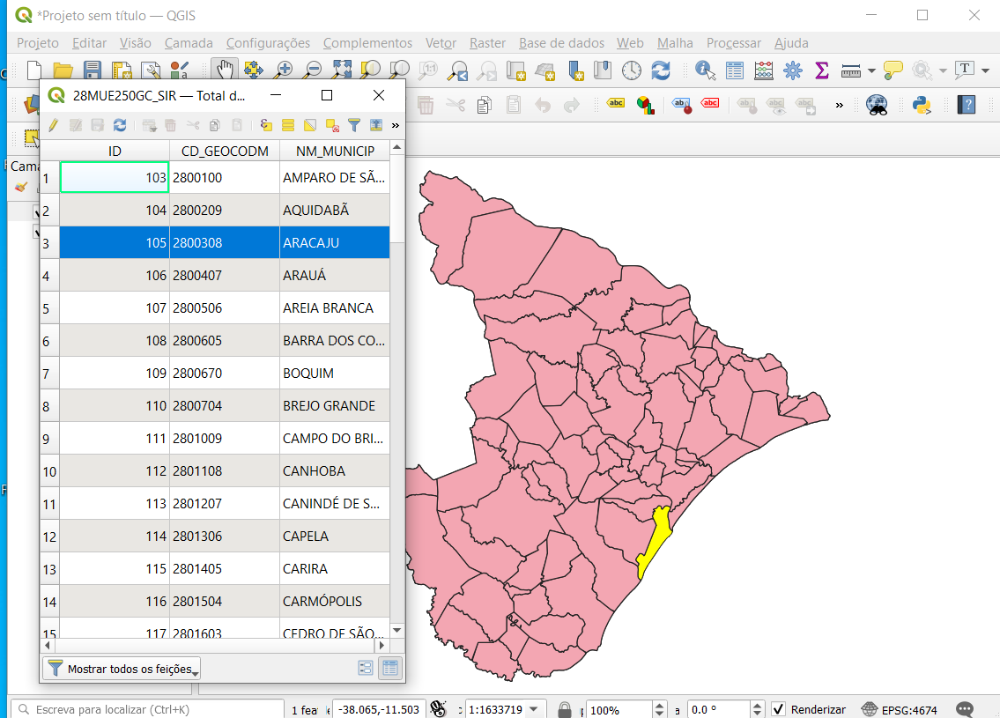 *Projeto sem título — QGIS
Projeto Editar Visão Camada Configurações Complementos Vetor Raster Base de dados Web Malha Processar Ajuda
28MUE250GC_SIR — Total d...
abc abc abc
»
»
Cama
ID CD_GEOCODM NM_MUNICIP
1 103 2800100 AMPARO DE SÃ...
2 104 2800209 AQUIDABÃ
3 105 2800308 ARACAJU
4 106 2800407 ARAUÁ
5 107 2800506 AREIA BRANCA
6 108 2800605 BARRA DOS CO...
7 109 2800670 BOQUIM
8 110 2800704 BREJO GRANDE
9 111 2801009 CAMPO DO BRI...
10 112 2801108 CANHOBA
11 113 2801207 CANINDÉ DE S...
12 114 2801306 CAPELA
13 115 2801405 CARIRA
14 116 2801504 CARMÓPOLIS
15 117 2801603 CEDRO DE SÃO...
Mostrar todos os feições
Escreva para localizar (Ctrl+K) 1 feat -38.065,-11.503 1:1633719 100% a 0.0 ° Renderizar EPSG:4674